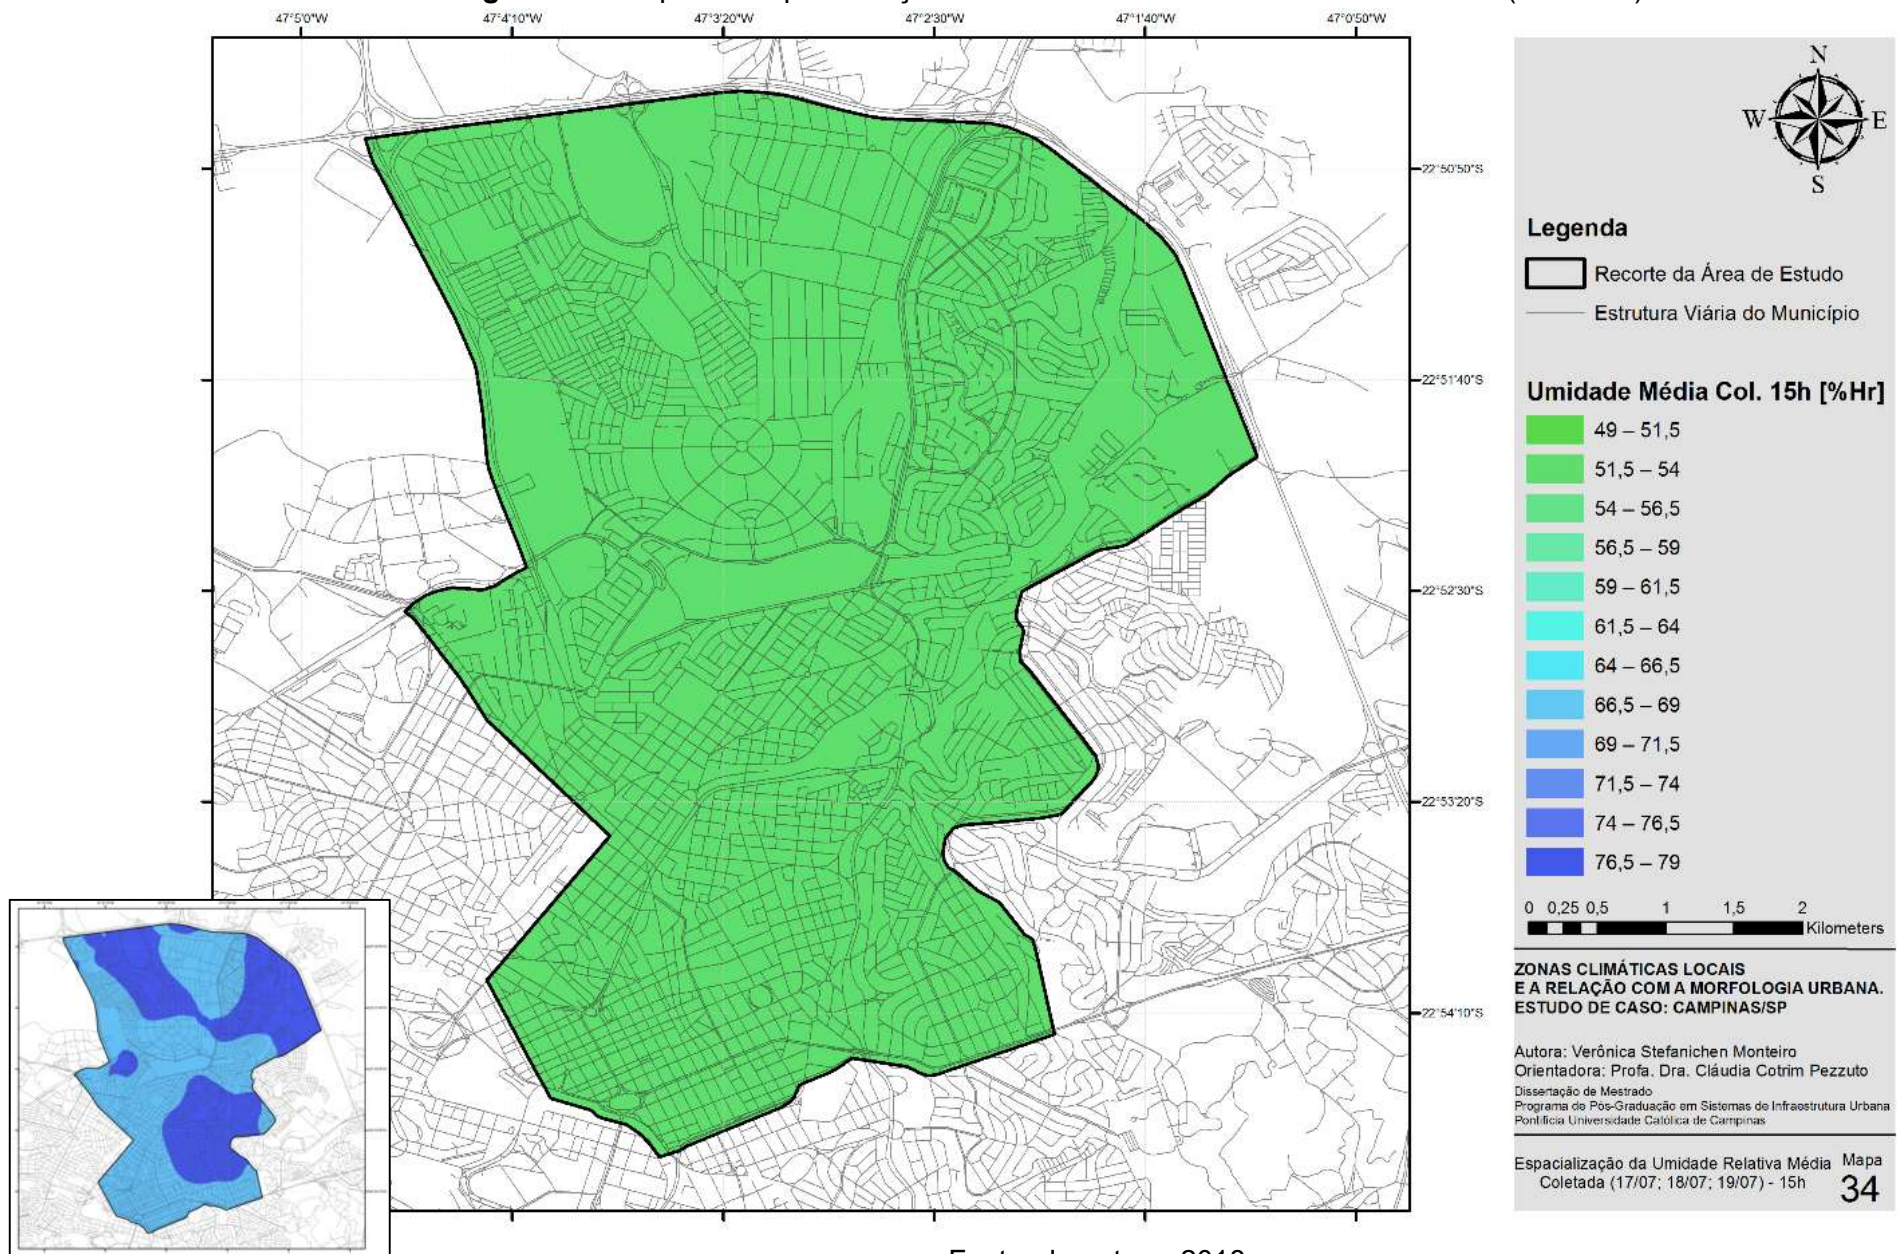 47°5'0"W 47°4'10"W 47°3'20"W 47°2'30"W 47°1'40"W 47°0'50"W
22°50'50"S
22°51'40"S
22°52'30"S
22°53'20"S
22°54'10"S
N
W E
S
Legenda
Recorte da Área de Estudo
Estrutura Viária do Município
Umidade Média Col. 15h [%Hr]
49 – 51,5
51,5 – 54
54 – 56,5
56,5 – 59
59 – 61,5
61,5 – 64
64 – 66,5
66,5 – 69
69 – 71,5
71,5 – 74
74 – 76,5
76,5 – 79
0 0,25 0,5 1 1,5 2
Kilometers
ZONAS CLIMÁTICAS LOCAIS
E A RELAÇÃO COM A MORFOLOGIA URBANA.
ESTUDO DE CASO: CAMPINAS/SP
Autora: Verônica Stefanichen Monteiro
Orientadora: Profa. Dra. Cláudia Cotrim Pezzuto
Dissertação de Mestrado
Programa de Pós-Graduação em Sistemas de Infraestrutura Urbana
Pontifícia Universidade Católica de Campinas
Espacialização da Umidade Relativa Média
Coletada (17/07; 18/07; 19/07) - 15h
Mapa
34